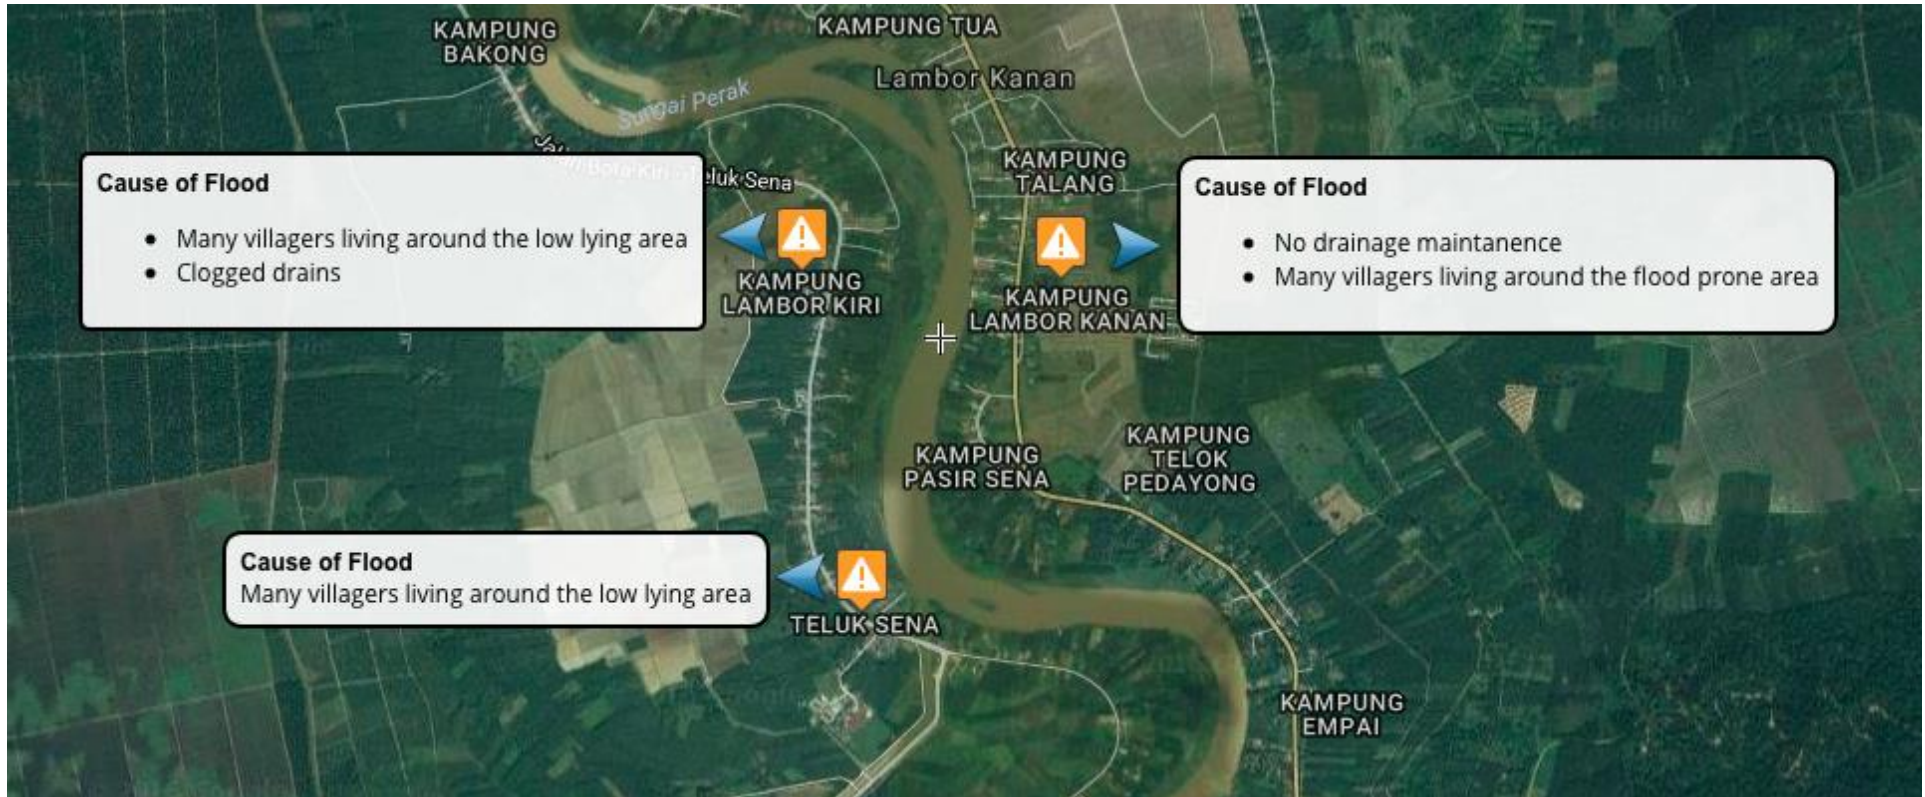 KAMPUNG
BAKONG
KAMPUNG TUA
Lambor Kanan
Sungai Perak
Teluk Sena
KAMPUNG
TALANG
Cause of Flood
• Many villagers living around the low lying area
• Clogged drains
KAMPUNG
LAMBOR KIRI
KAMPUNG
LAMBOR KANAN
Cause of Flood
• No drainage maintanence
• Many villagers living around the flood prone area
KAMPUNG
PASIR SENA
KAMPUNG
TELOK
PEDAYONG
Cause of Flood
Many villagers living around the low lying area
TELUK SENA
KAMPUNG
EMPAI